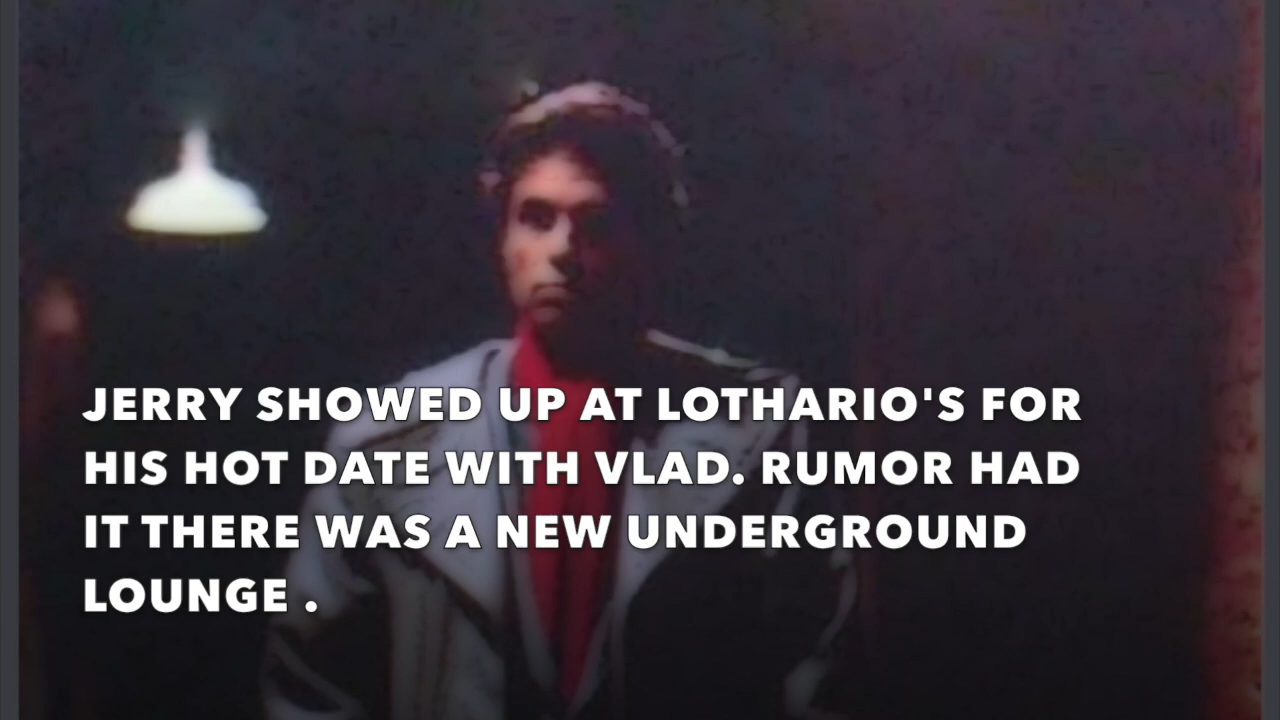 JERRY SHOWED UP AT LOTHARIO'S FOR
HIS HOT DATE WITH VLAD. RUMOR HAD
IT THERE WAS A NEW UNDERGROUND
LOUNGE .